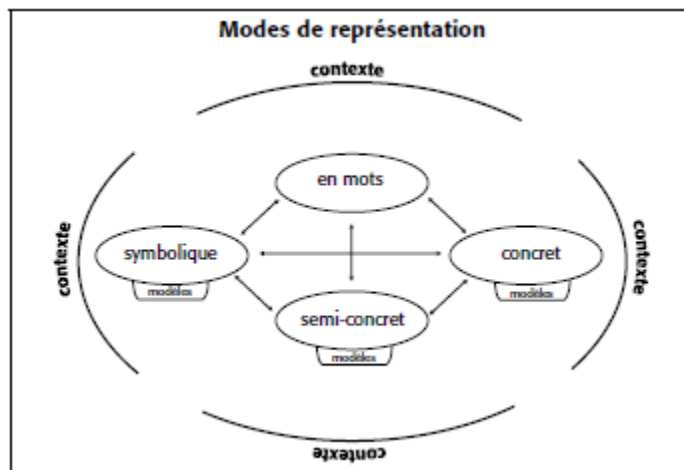 Modes de représentation
contexte
en mots
contexte
symbolique
concret
contexte
modèles
modèles
semi-concret
modèles
contexte